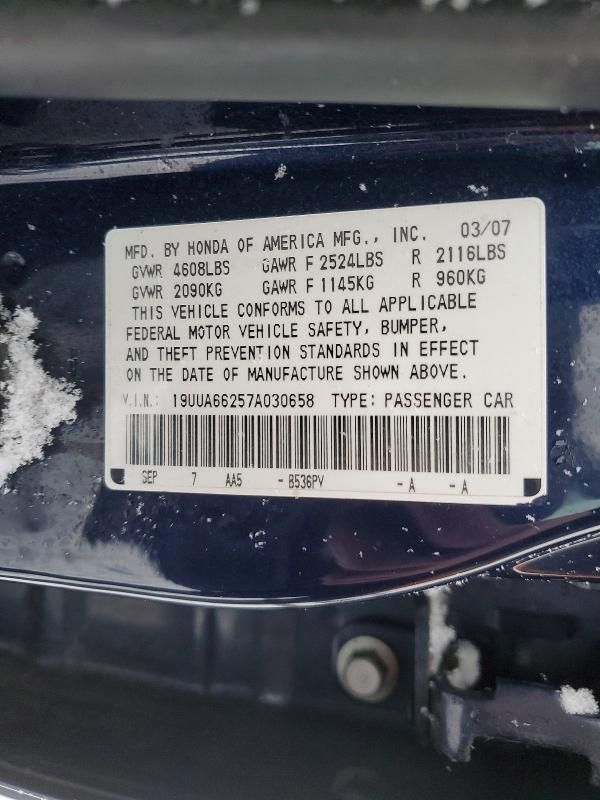 MFD. BY HONDA OF AMERICA MFG., INC. 03/07
GVWR 4608LBS GAWR F 2524LBS R 2116LBS
GVWR 2090KG GAWR F 1145KG R 960KG
THIS VEHICLE CONFORMS TO ALL APPLICABLE
FEDERAL MOTOR VEHICLE SAFETY, BUMPER,
AND THEFT PREVENTION STANDARDS IN EFFECT
ON THE DATE OF MANUFACTURE SHOWN ABOVE.
V.I.N.: 19UUA66257A030658 TYPE: PASSENGER CAR
SEP 7 AA5 - B536PV - A - A